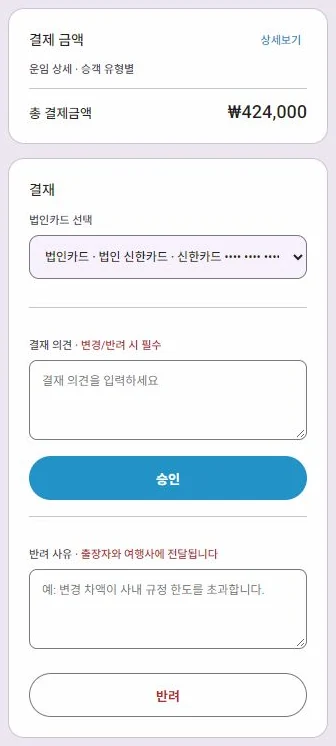 결제 금액
상세보기
운임 상세 · 승객 유형별
총 결제금액
₩424,000
결재
법인카드 선택
법인카드 · 법인 신한카드 · 신한카드 •••• •••• ••••
결재 의견 · 변경/반려 시 필수
결재 의견을 입력하세요
승인
반려 사유 · 출장자와 여행사에 전달됩니다
예: 변경 차액이 사내 규정 한도를 초과합니다.
반려